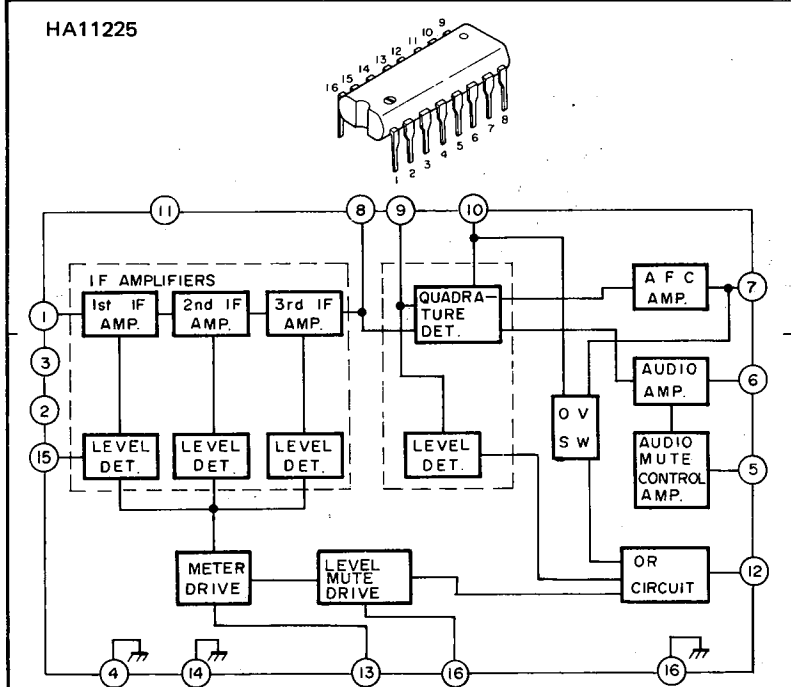 HA11225
16 15 14 13 12 11 10 9
1 2 3 4 5 6 7 8
11 8 9 10
IF AMPLIFIERS
1st IF
AMP.
2nd IF
AMP.
3rd IF
AMP.
QUADRA-
TURE
DET.
A F C
AMP.
7
1
3
2
15
AUDIO
AMP.
6
O V
S W
LEVEL
DET.
LEVEL
DET.
LEVEL
DET.
LEVEL
DET.
AUDIO
MUTE
CONTROL
AMP.
5
METER
DRIVE
LEVEL
MUTE
DRIVE
OR
CIRCUIT
12
4 14 13 16 16